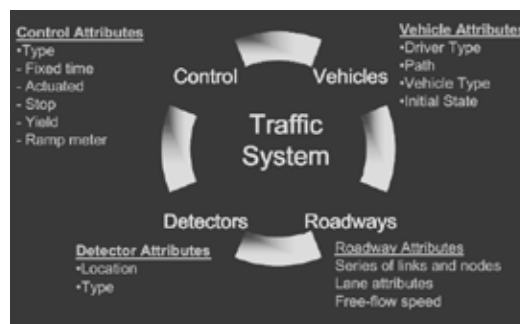 Control Attributes
•Type
- Fixed time
- Actuated
- Stop
- Yield
- Ramp meter
Vehicle Attributes
•Driver Type
•Path
•Vehicle Type
•Initial State
Control
Vehicles
Traffic
System
Detectors
Roadways
Detector Attributes
•Location
•Type
Roadway Attributes
Series of links and nodes
Lane attributes
Free-flow speed